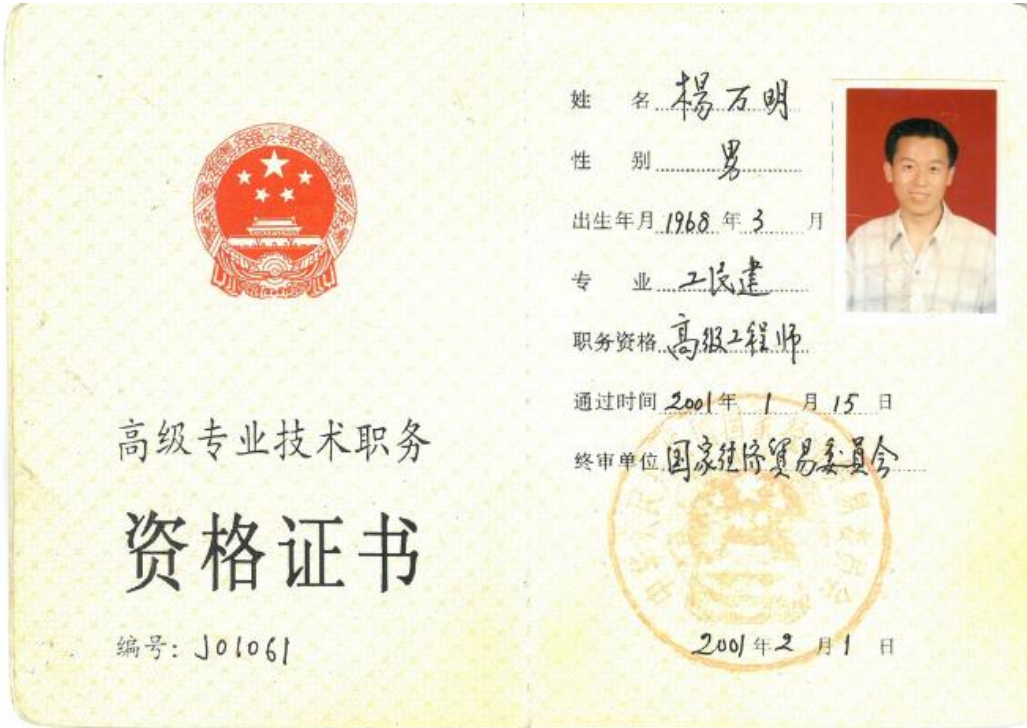 高级专业技术职务
资格证书
编号: J01061
姓 名 楊万明
性 别 男
出生年月 1968 年 3 月
专 业 工民建
职务资格 高级工程师
通过时间 2001 年 1 月 15 日
终审单位 国家经济贸易委员会
2001 年 2 月 1 日